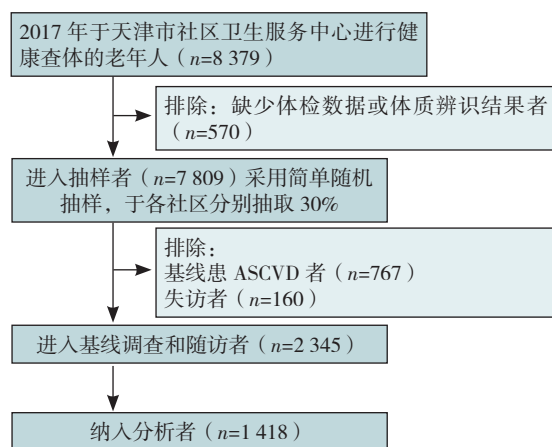 2017 年于天津市社区卫生服务中心进行健
康查体的老年人（n=8 379）
排除：缺少体检数据或体质辨识结果者
（n=570）
进入抽样者（n=7 809）采用简单随机
抽样，于各社区分别抽取 30%
排除：
基线患 ASCVD 者（n=767）
失访者（n=160）
进入基线调查和随访者（n=2 345）
纳入分析者（n=1 418）